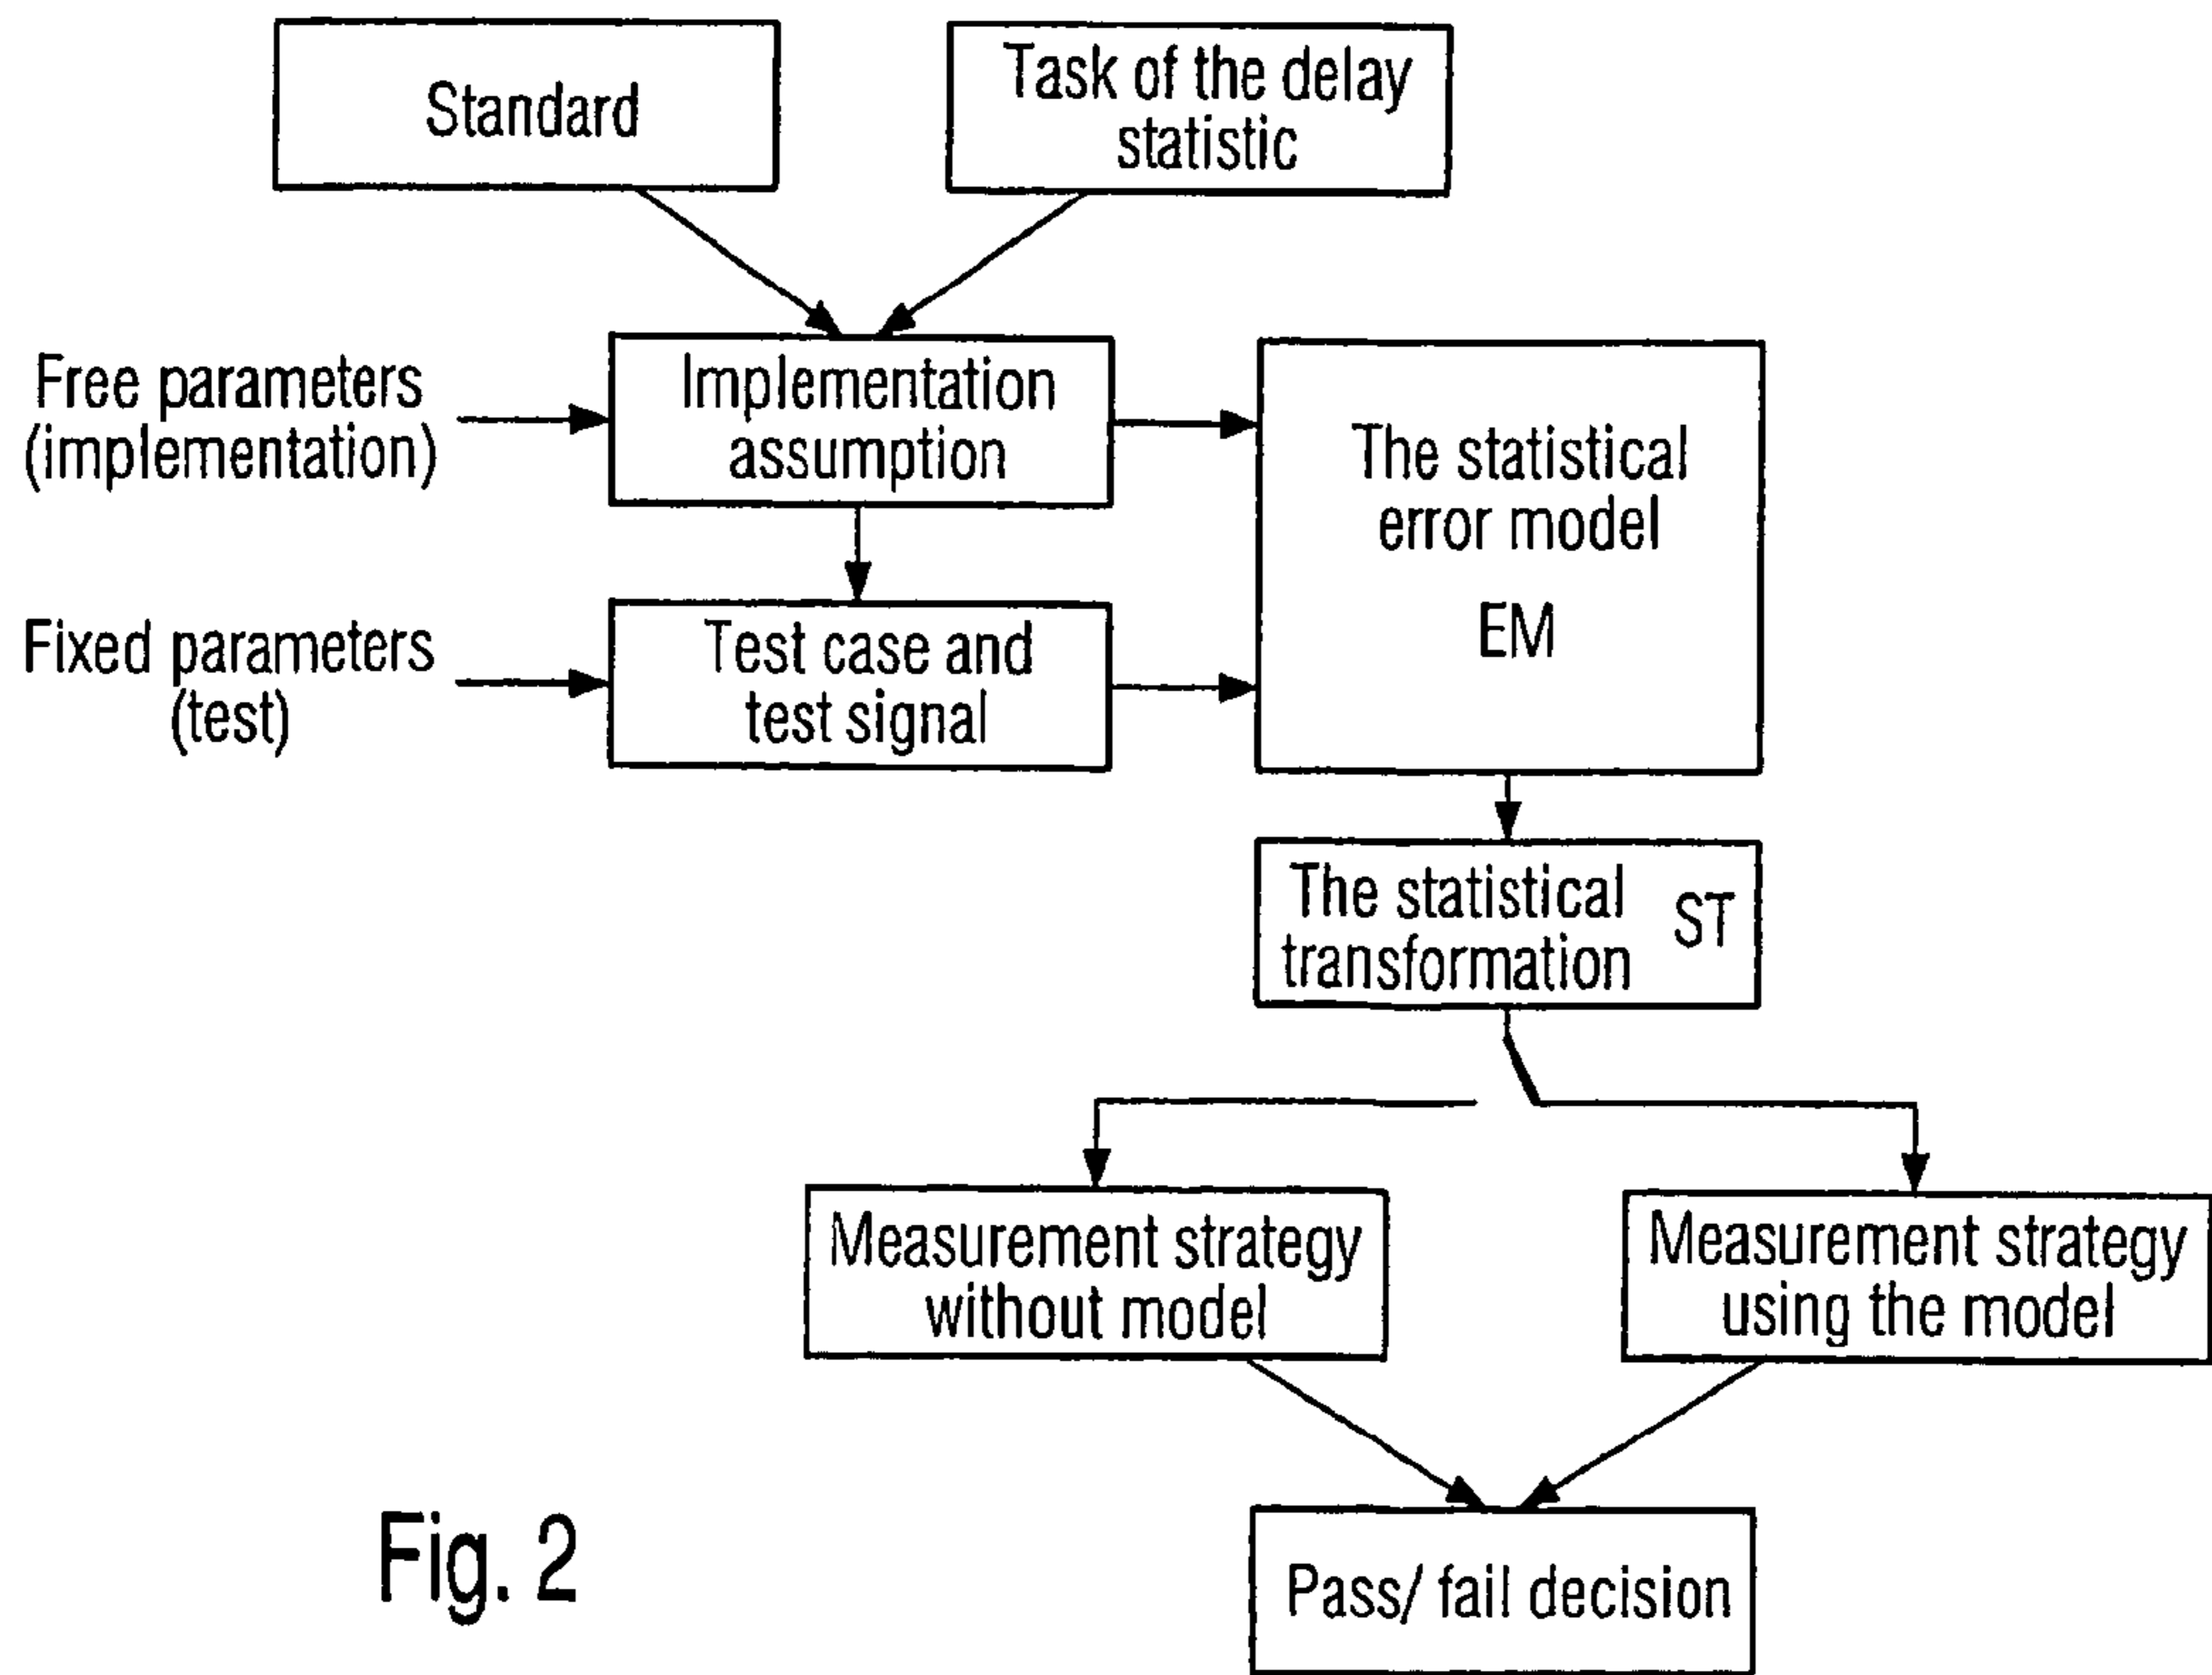 Standard
Task of the delay
statistic
Free parameters
(implementation)
Implementation
assumption
The statistical
error model
EM
Fixed parameters
(test)
Test case and
test signal
The statistical
transformation
ST
Measurement strategy
without model
Measurement strategy
using the model
Pass/ fail decision
Fig. 2